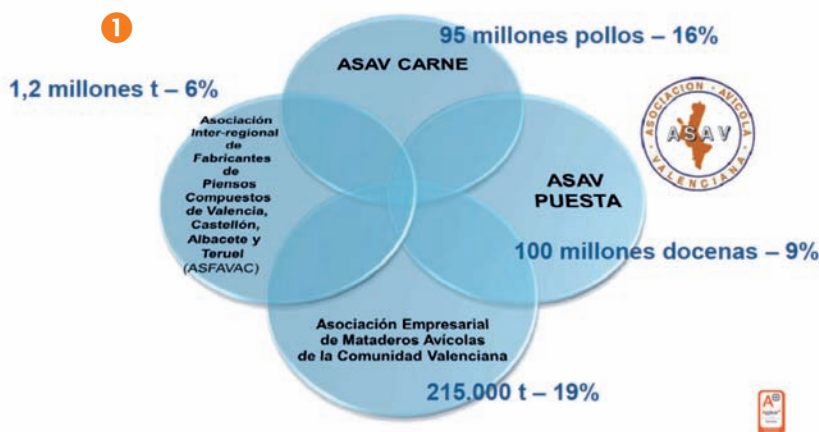 1
95 millones pollos – 16%
ASAV CARNE
1,2 millones t – 6%
Asociación
Inter-regional
de
Fabricantes
de
Piensos
Compuestos
de Valencia,
Castellón,
Albacete y
Teruel
(ASFAVAC)
ASOCIACION AVICOLA
VALENCIANA
ASAV
ASAV
PUESTA
100 millones docenas – 9%
Asociación Empresarial
de Mataderos Avícolas
de la Comunidad Valenciana
215.000 t – 19%
A+